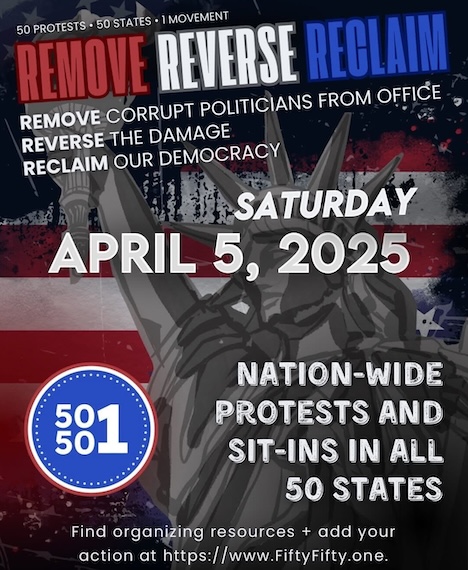 50 PROTESTS • 50 STATES • 1 MOVEMENT
REMOVE REVERSE RECLAIM
REMOVE CORRUPT POLITICIANS FROM OFFICE
REVERSE THE DAMAGE
RECLAIM OUR DEMOCRACY
SATURDAY
APRIL 5, 2025
NATION-WIDE
PROTESTS AND
SIT-INS IN ALL
50 STATES
50
50 1
Find organizing resources + add your
action at https://www.FiftyFifty.one.